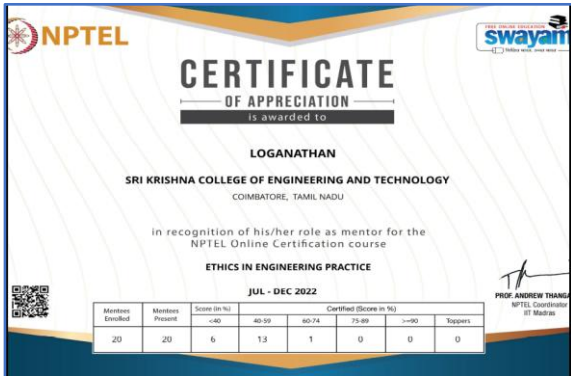 NPTEL
FREE ONLINE EDUCATION
swayam
CERTIFICATE
OF APPRECIATION
is awarded to
LOGANATHAN
SRI KRISHNA COLLEGE OF ENGINEERING AND TECHNOLOGY
COIMBATORE, TAMIL NADU
in recognition of his/her role as mentor for the
NPTEL Online Certification course
ETHICS IN ENGINEERING PRACTICE
JUL - DEC 2022
PROF. ANDREW THANGA
NPTEL Coordinator
IIT Madras
Mentees Enrolled Mentees Present Score (in %) Certified (Score in %)
<40 40-59 60-74 75-89 >=90 Toppers
20 20 6 13 1 0 0 0